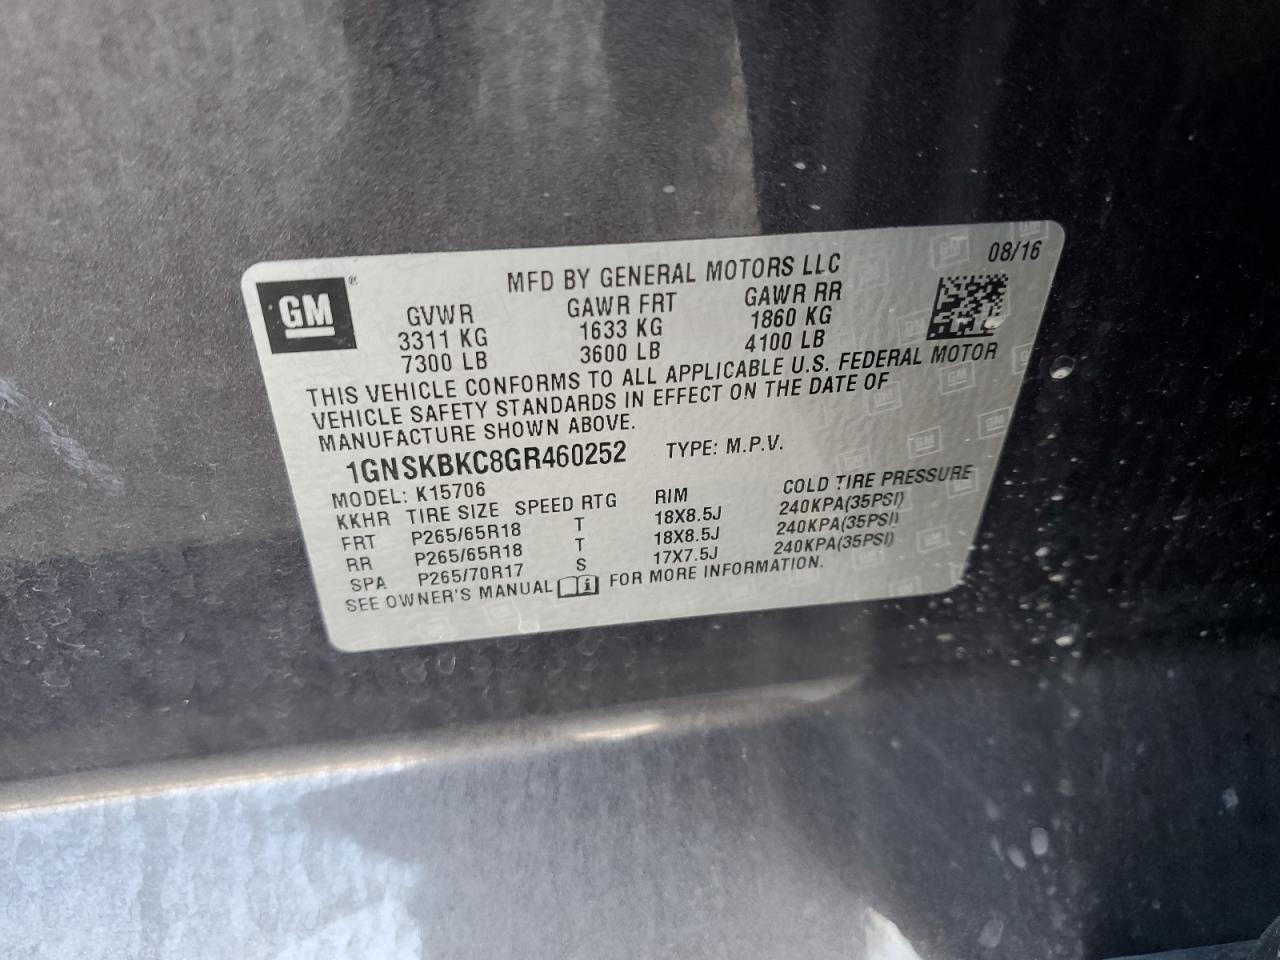 GM ®
MFD BY GENERAL MOTORS LLC 08/16
GVWR GAWR FRT GAWR RR
3311 KG 1633 KG 1860 KG
7300 LB 3600 LB 4100 LB
THIS VEHICLE CONFORMS TO ALL APPLICABLE U.S. FEDERAL MOTOR
VEHICLE SAFETY STANDARDS IN EFFECT ON THE DATE OF
MANUFACTURE SHOWN ABOVE.
1GNSKBKC8GR460252 TYPE: M.P.V.
MODEL: K15706
KKHR TIRE SIZE SPEED RTG RIM COLD TIRE PRESSURE
FRT P265/65R18 T 18X8.5J 240KPA(35PSI)
RR P265/65R18 T 18X8.5J 240KPA(35PSI)
SPA P265/70R17 S 17X7.5J 240KPA(35PSI)
SEE OWNER'S MANUAL i FOR MORE INFORMATION.